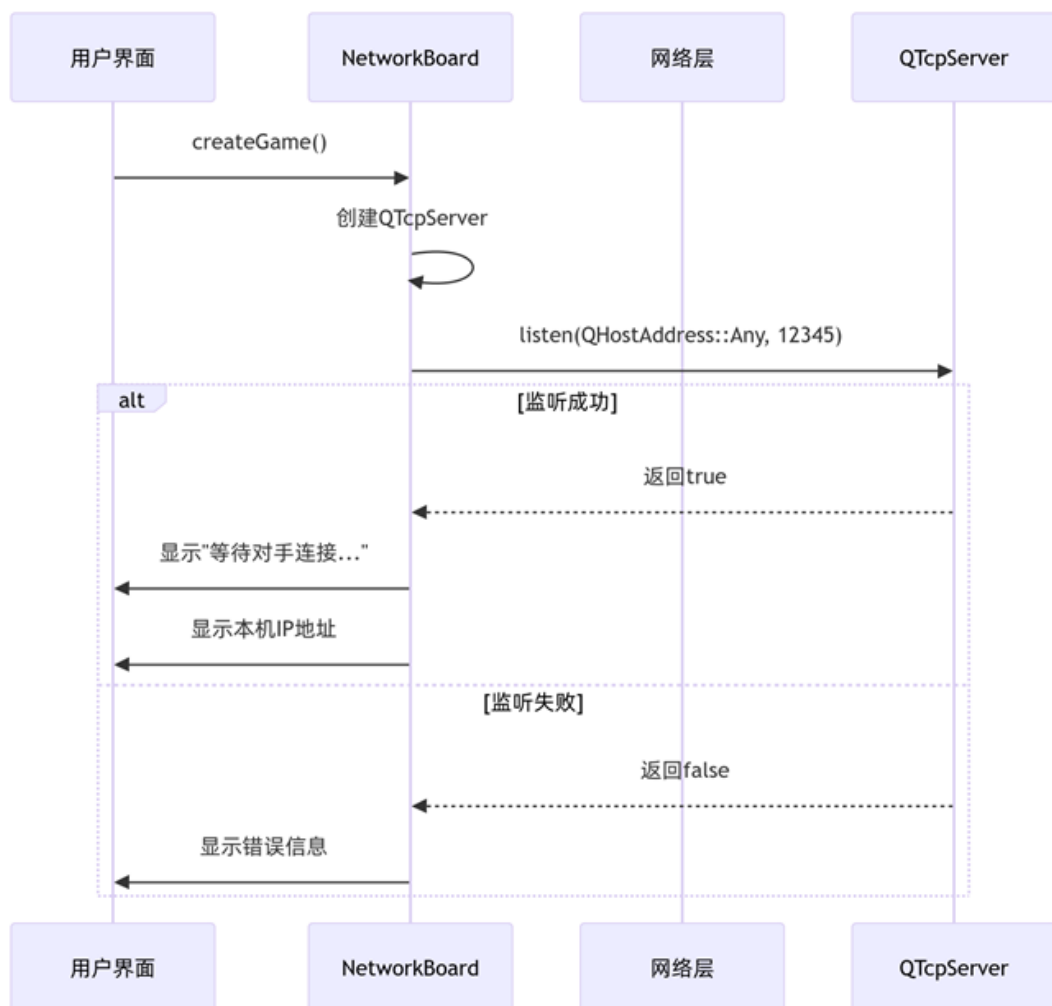 用户界面
NetworkBoard
网络层
QTcpServer
createGame()
创建QTcpServer
listen(QHostAddress::Any, 12345)
alt
[监听成功]
返回true
显示"等待对手连接..."
显示本机IP地址
[监听失败]
返回false
显示错误信息
用户界面
NetworkBoard
网络层
QTcpServer